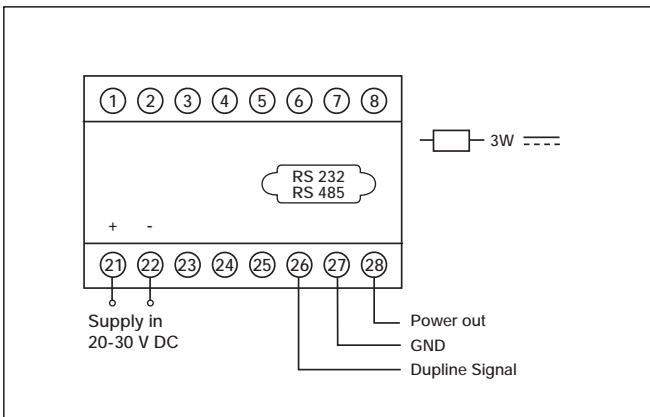 1 2 3 4 5 6 7 8
3W
RS 232
RS 485
+ -
21 22 23 24 25 26 27 28
Supply in
20-30 V DC
Power out
GND
Dupline Signal